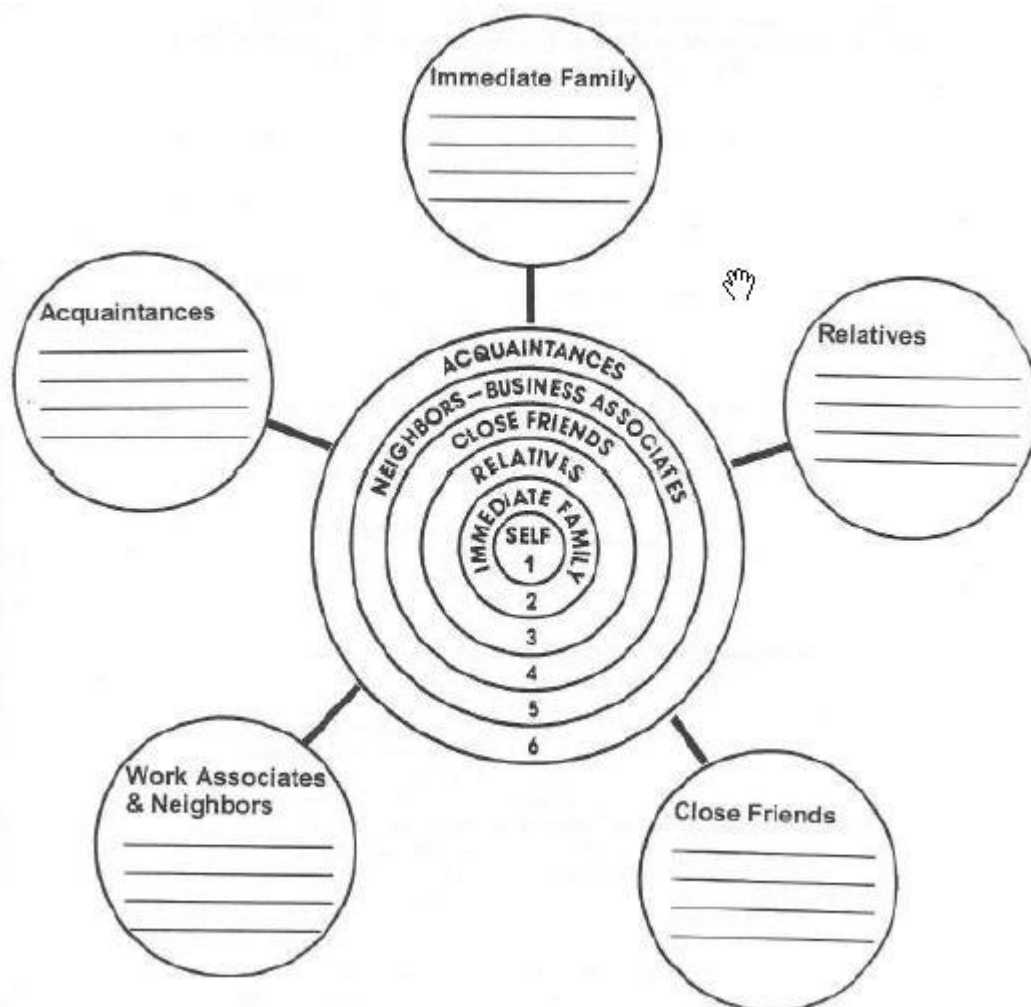 Immediate Family
Acquaintances
Relatives
ACQUAINTANCES
NEIGHBORS-BUSINESS ASSOCIATES
CLOSE FRIENDS
RELATIVES
IMMEDIATE FAMILY
SELF
1
2
3
4
5
6
Work Associates
& Neighbors
Close Friends